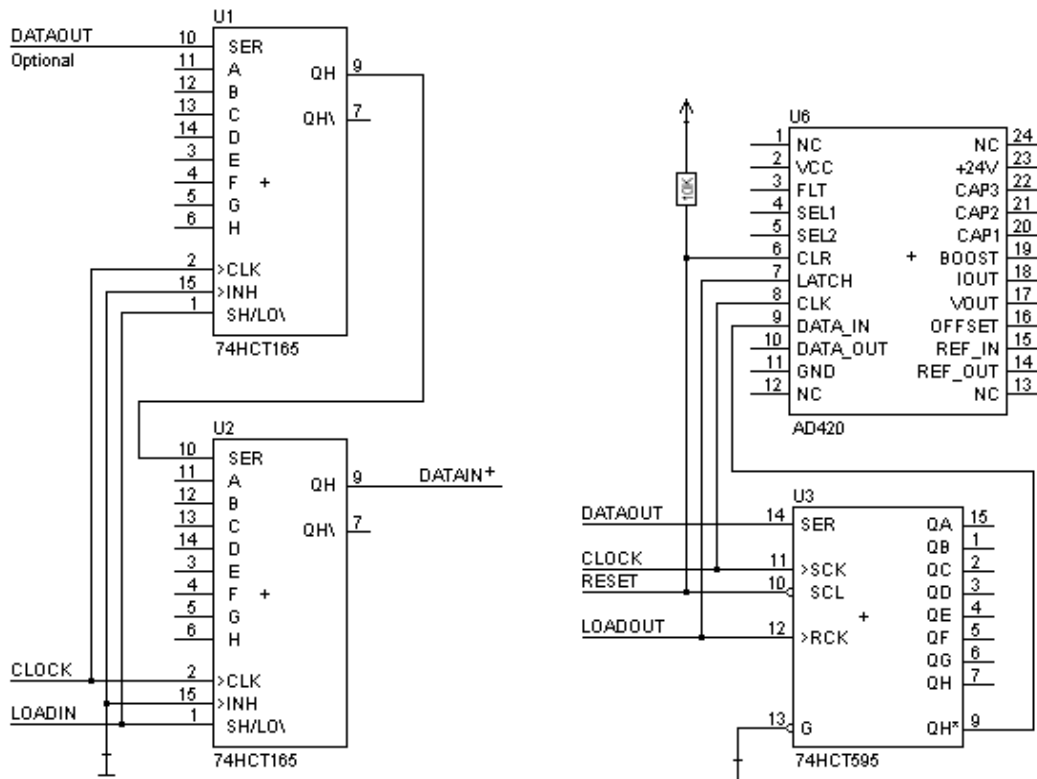 U1
DATAOUT 10 SER
Optional 11 A
12 B QH 9
13 C
14 D QH\ 7
3 E
4 F +
5 G
6 H
2 >CLK
15 >INH
1 SH/LO\
74HCT165
U2
10 SER
11 A
12 B QH 9 DATAIN+
13 C
14 D QH\ 7
3 E
4 F +
5 G
6 H
CLOCK 2 >CLK
15 >INH
LOADIN 1 SH/LO\
74HCT165
10K
U6
1 NC NC 24
2 VCC +24V 23
3 FLT CAP3 22
4 SEL1 CAP2 21
5 SEL2 CAP1 20
6 CLR + BOOST 19
7 LATCH IOUT 18
8 CLK VOUT 17
9 DATA_IN OFFSET 16
10 DATA_OUT REF_IN 15
11 GND REF_OUT 14
12 NC NC 13
AD420
U3
DATAOUT 14 SER QA 15
QB 1
CLOCK 11 >SCK QC 2
RESET 10 SCL QD 3
+ QE 4
LOADOUT 12 >RCK QF 5
QG 6
QH 7
13 G QH* 9
74HCT595